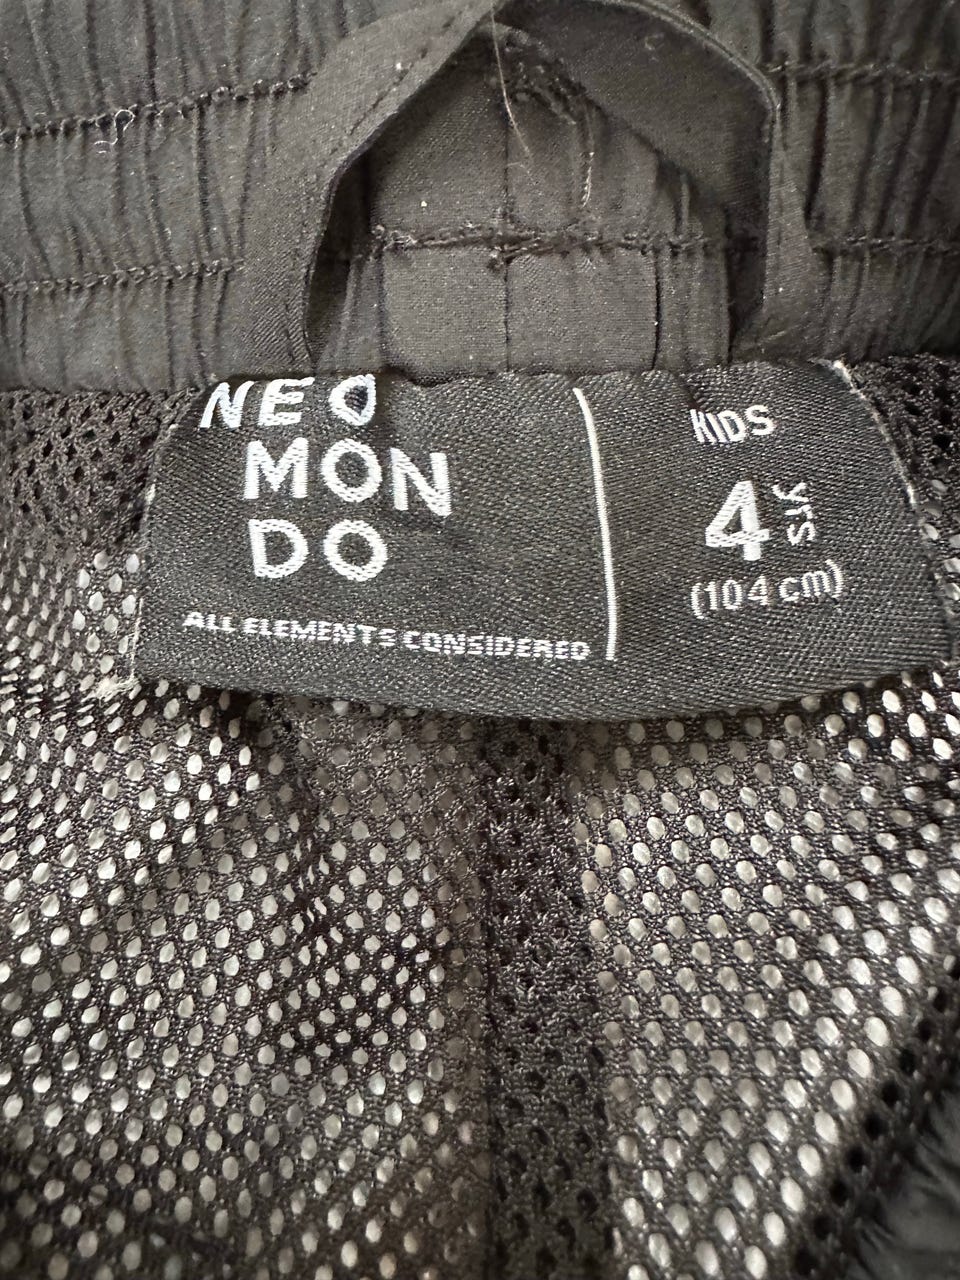 NEO
MON
DO
ALL ELEMENTS CONSIDERED
KIDS
4 yrs
(104 cm)